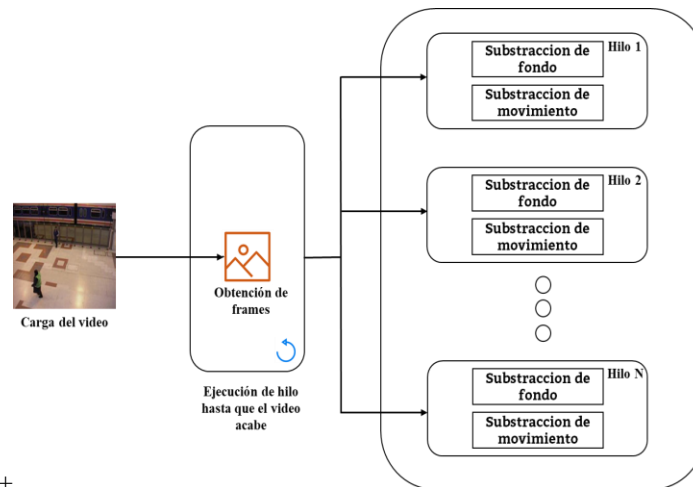 Carga del video
Obtención de
frames
Ejecución de hilo
hasta que el video
acabe
Hilo 1
Substraccion de
fondo
Substraccion de
movimiento
Hilo 2
Substraccion de
fondo
Substraccion de
movimiento
Hilo N
Substraccion de
fondo
Substraccion de
movimiento
+